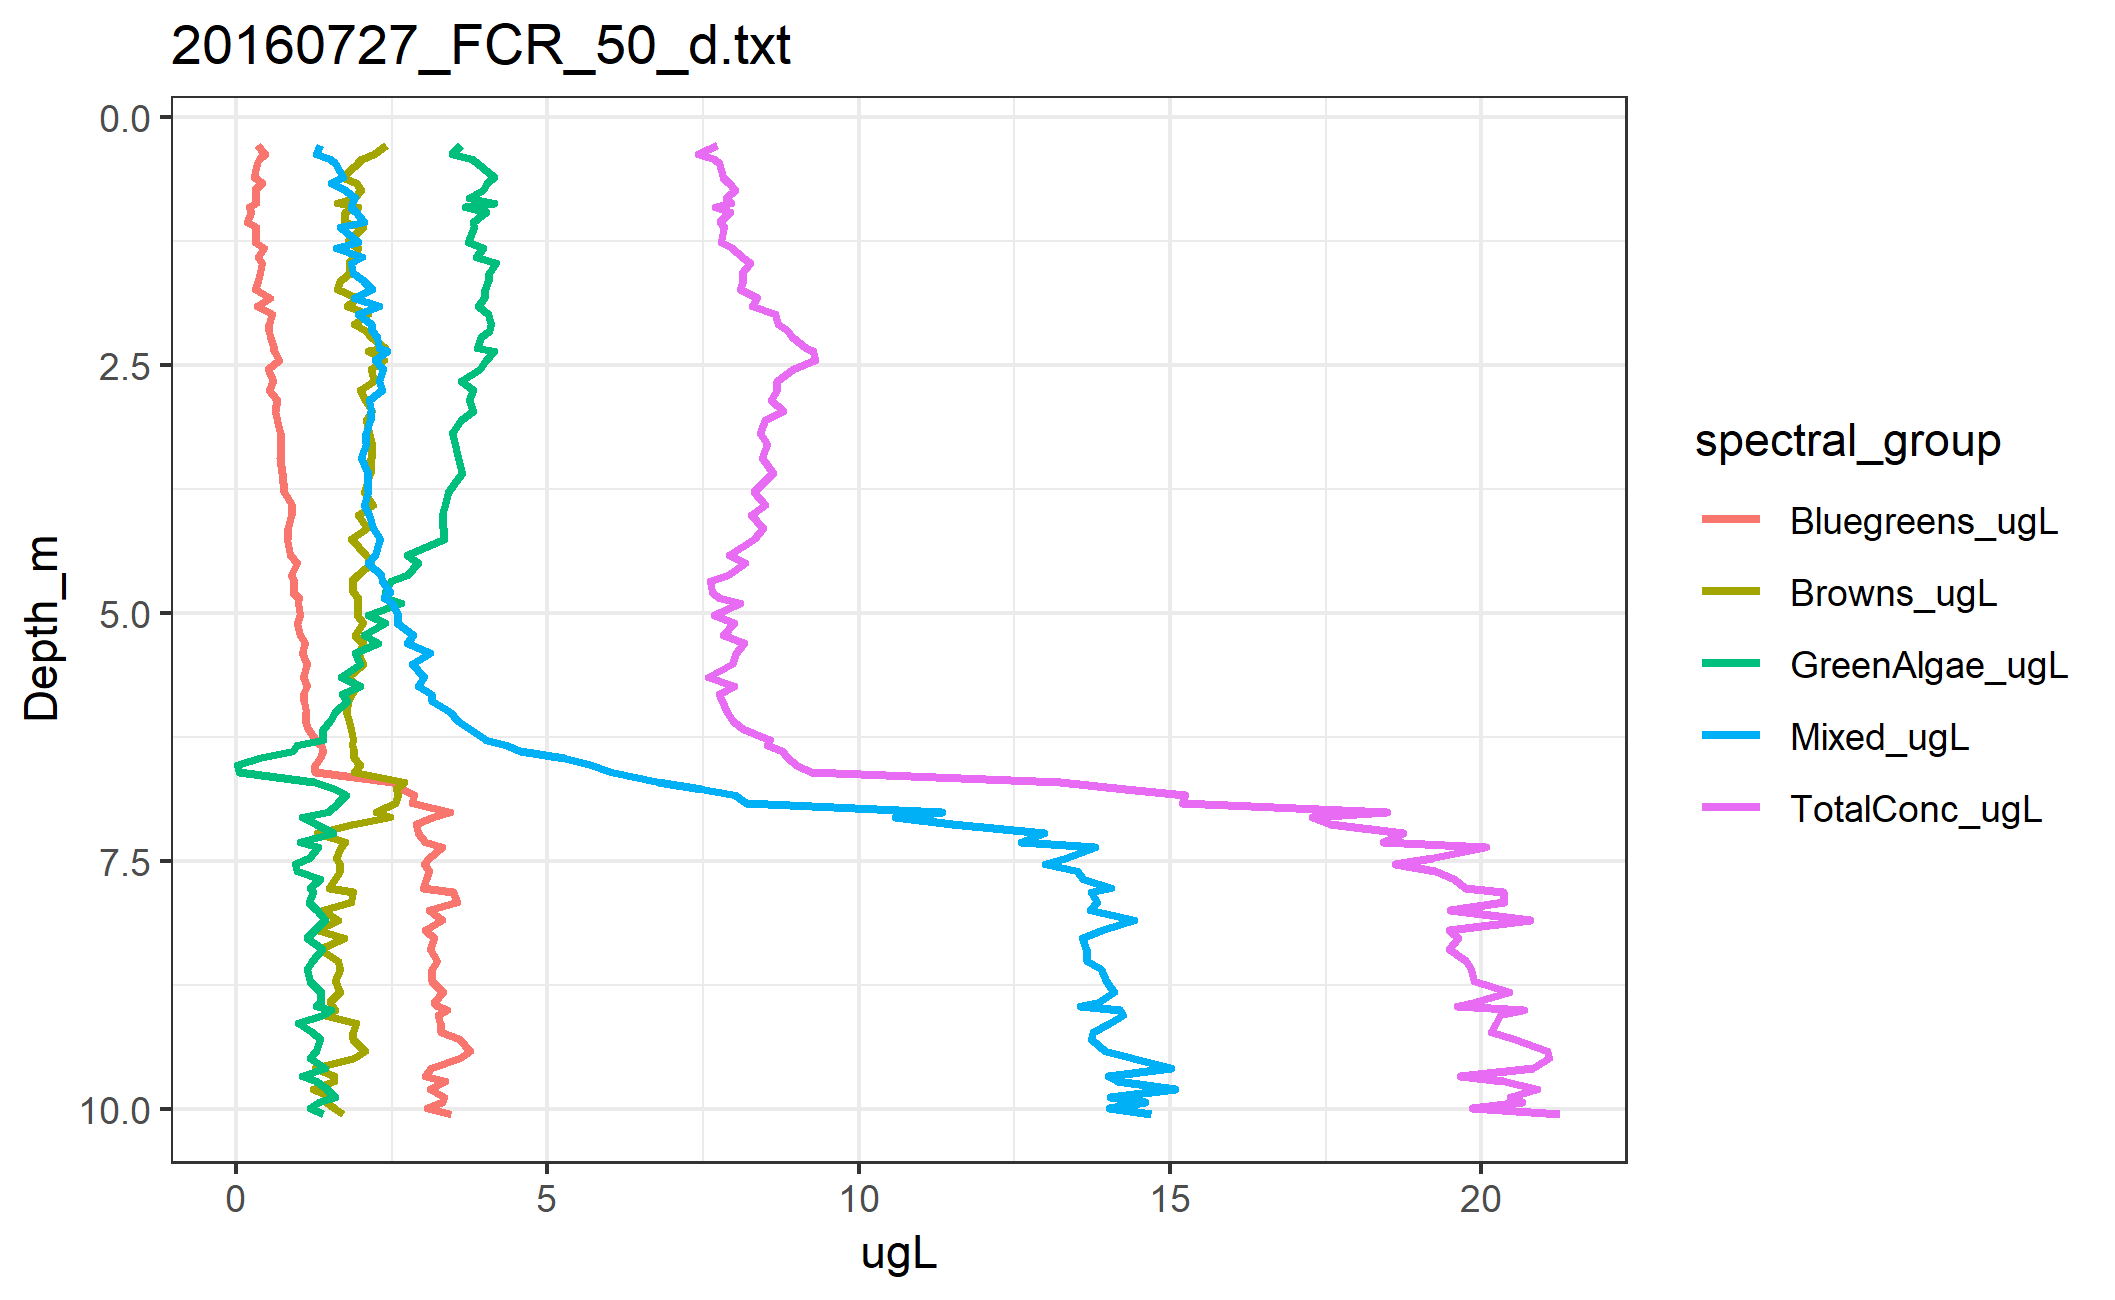 20160727_FCR_50_d.txt
0.0
2.5
5.0
7.5
10.0
Depth_m
0 5 10 15 20
ugL
spectral_group
Bluegreens_ugL
Browns_ugL
GreenAlgae_ugL
Mixed_ugL
TotalConc_ugL